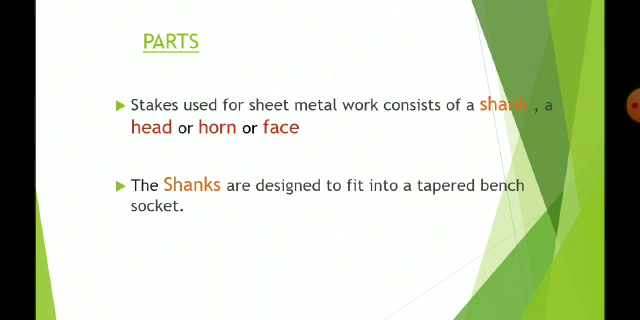 PARTS
Stakes used for sheet metal work consists of a shank , a
head or horn or face
The Shanks are designed to fit into a tapered bench
socket.